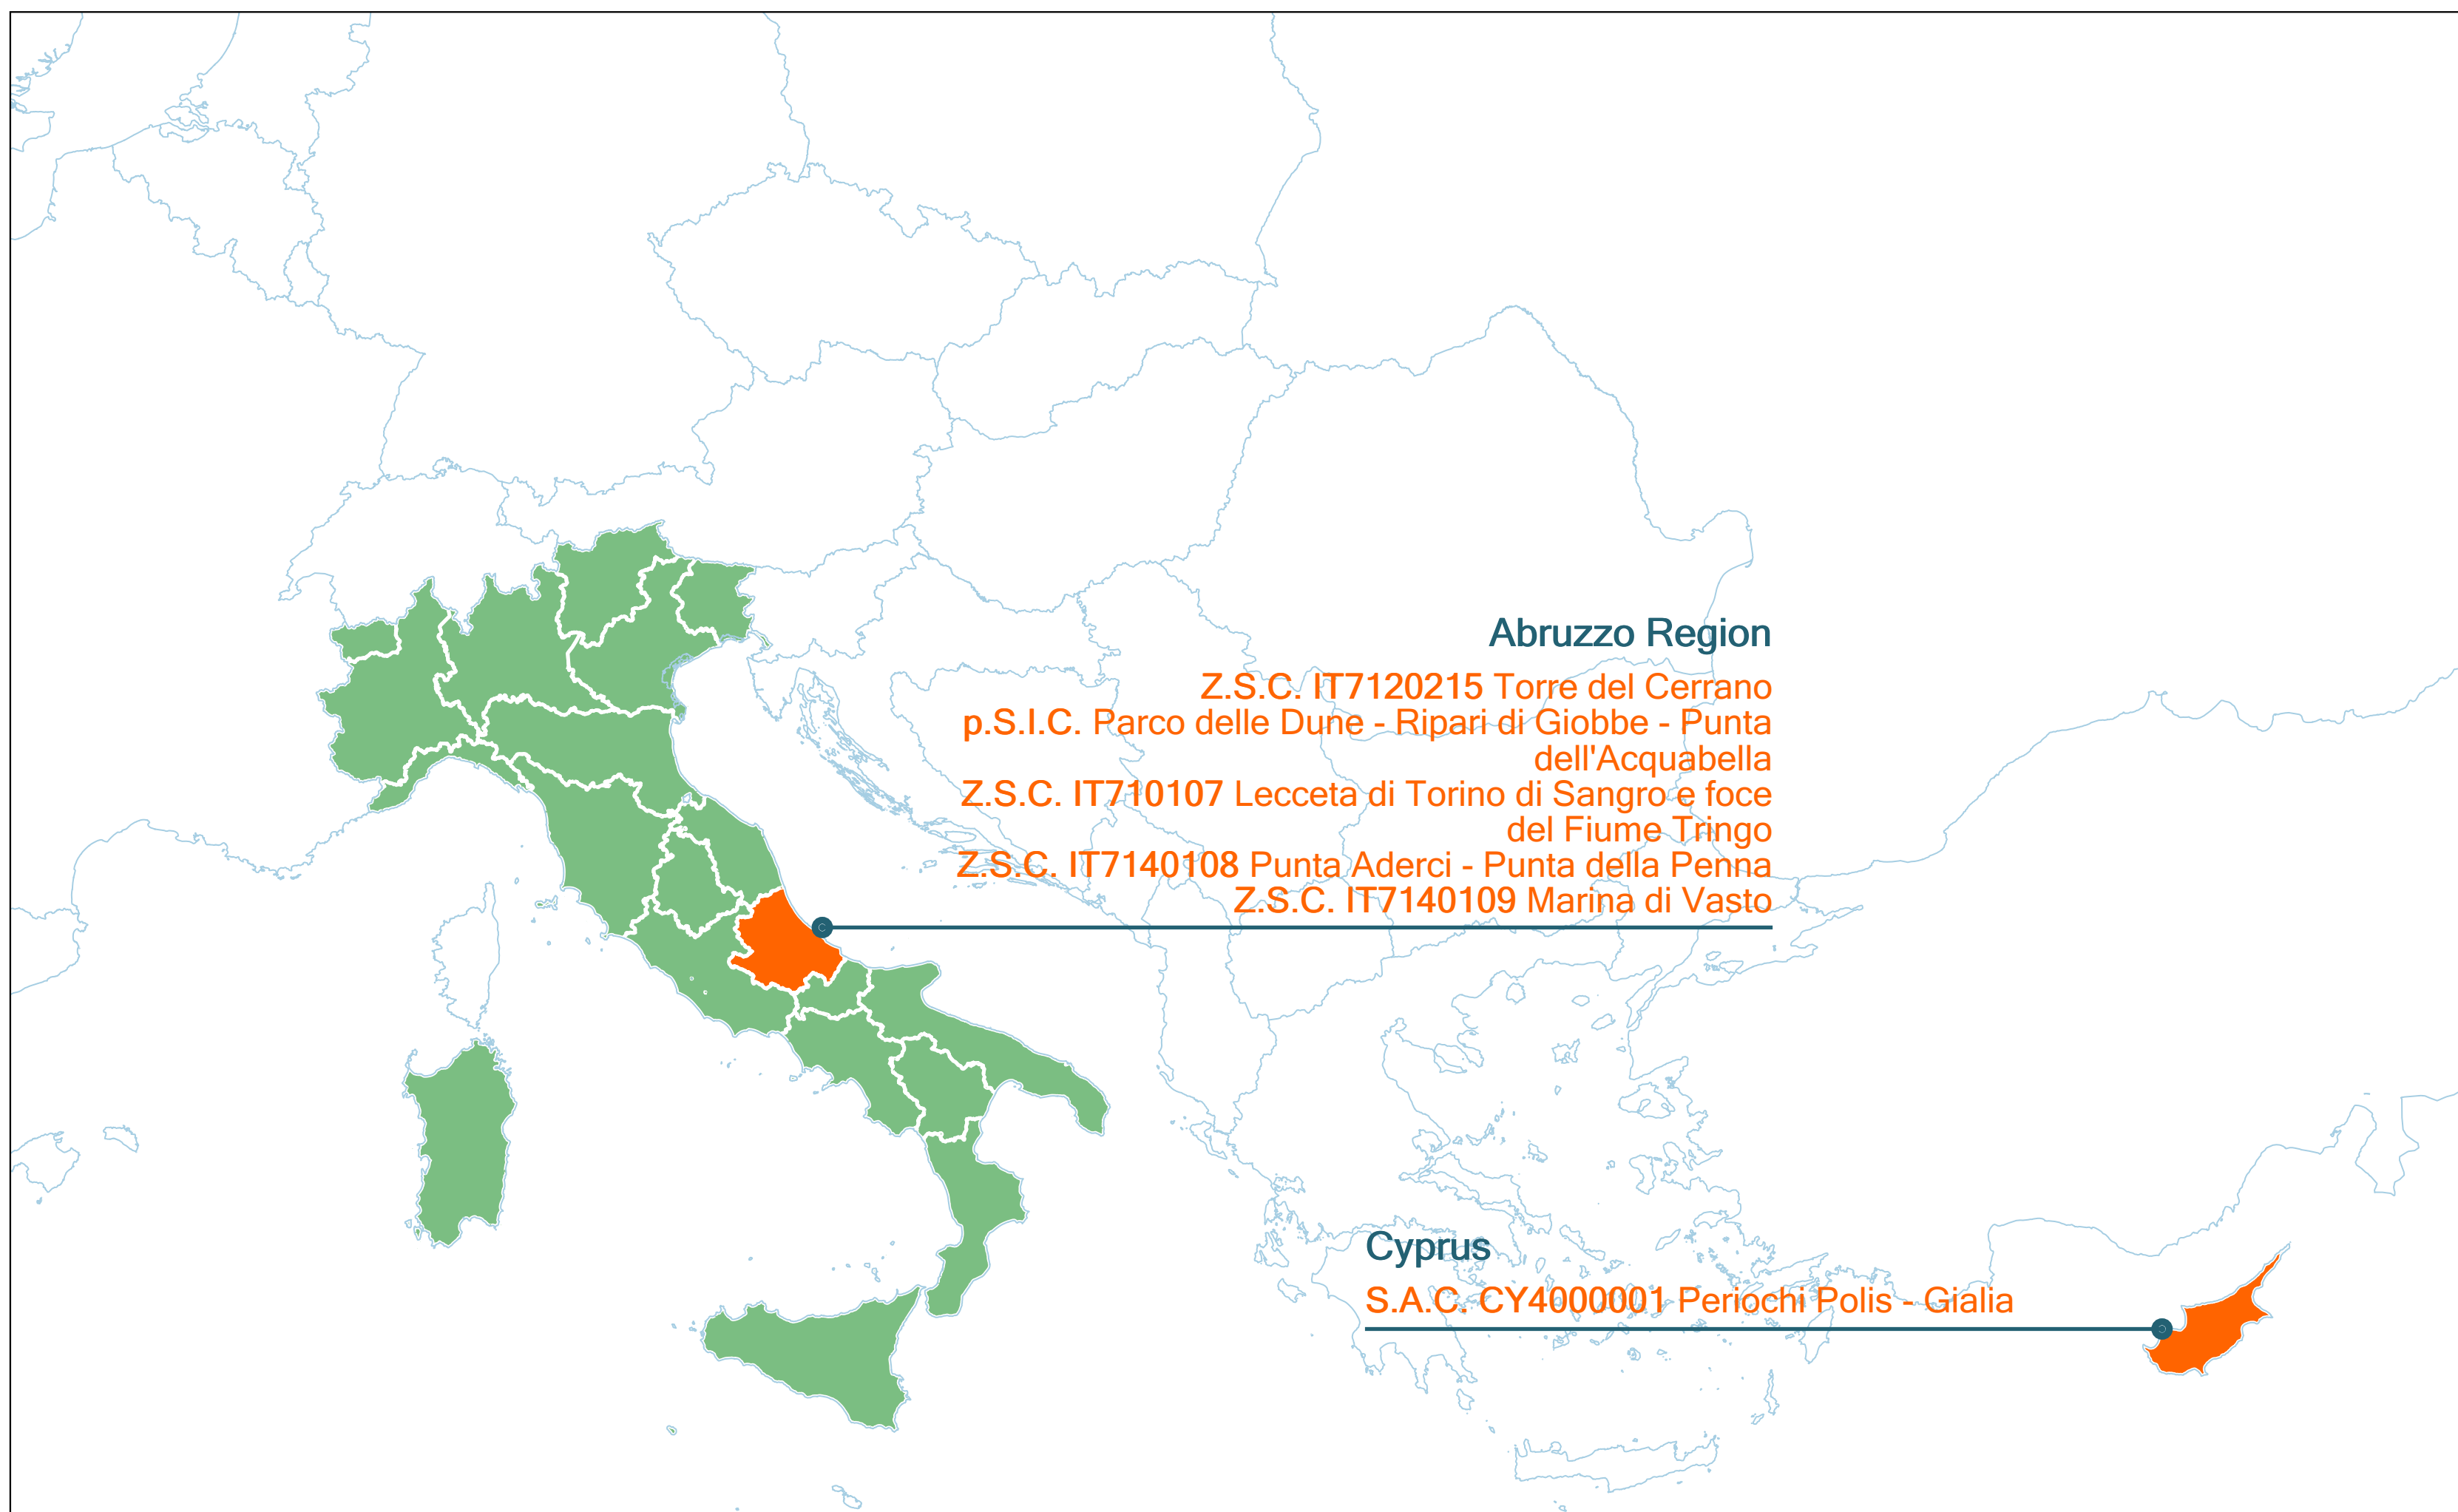 Abruzzo Region
Z.S.C. IT7120215 Torre del Cerrano
p.S.I.C. Parco delle Dune - Ripari di Giobbe - Punta
dell'Acquabella
Z.S.C. IT710107 Lecceta di Torino di Sangro e foce
del Fiume Tringo
Z.S.C. IT7140108 Punta Aderci - Punta della Penna
Z.S.C. IT7140109 Marina di Vasto
Cyprus
S.A.C. CY4000001 Periochi Polis - Gialia